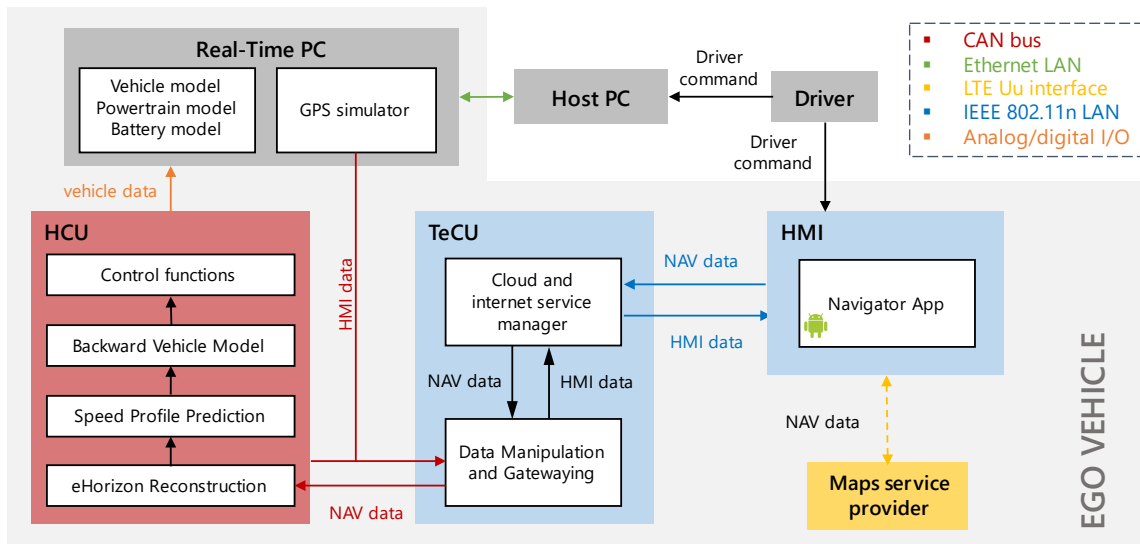 Real-Time PC
Vehicle model
Powertrain model
Battery model
GPS simulator
Host PC
Driver
command
Driver
Driver
command
CAN bus
Ethernet LAN
LTE Uu interface
IEEE 802.11n LAN
Analog/digital I/O
vehicle data
HMI data
HCU
Control functions
Backward Vehicle Model
Speed Profile Prediction
eHorizon Reconstruction
TeCU
Cloud and
internet service
manager
NAV data
HMI data
Data Manipulation
and Gatewaying
NAV data
NAV data
HMI data
HMI
Navigator App
NAV data
Maps service
provider
EGO VEHICLE